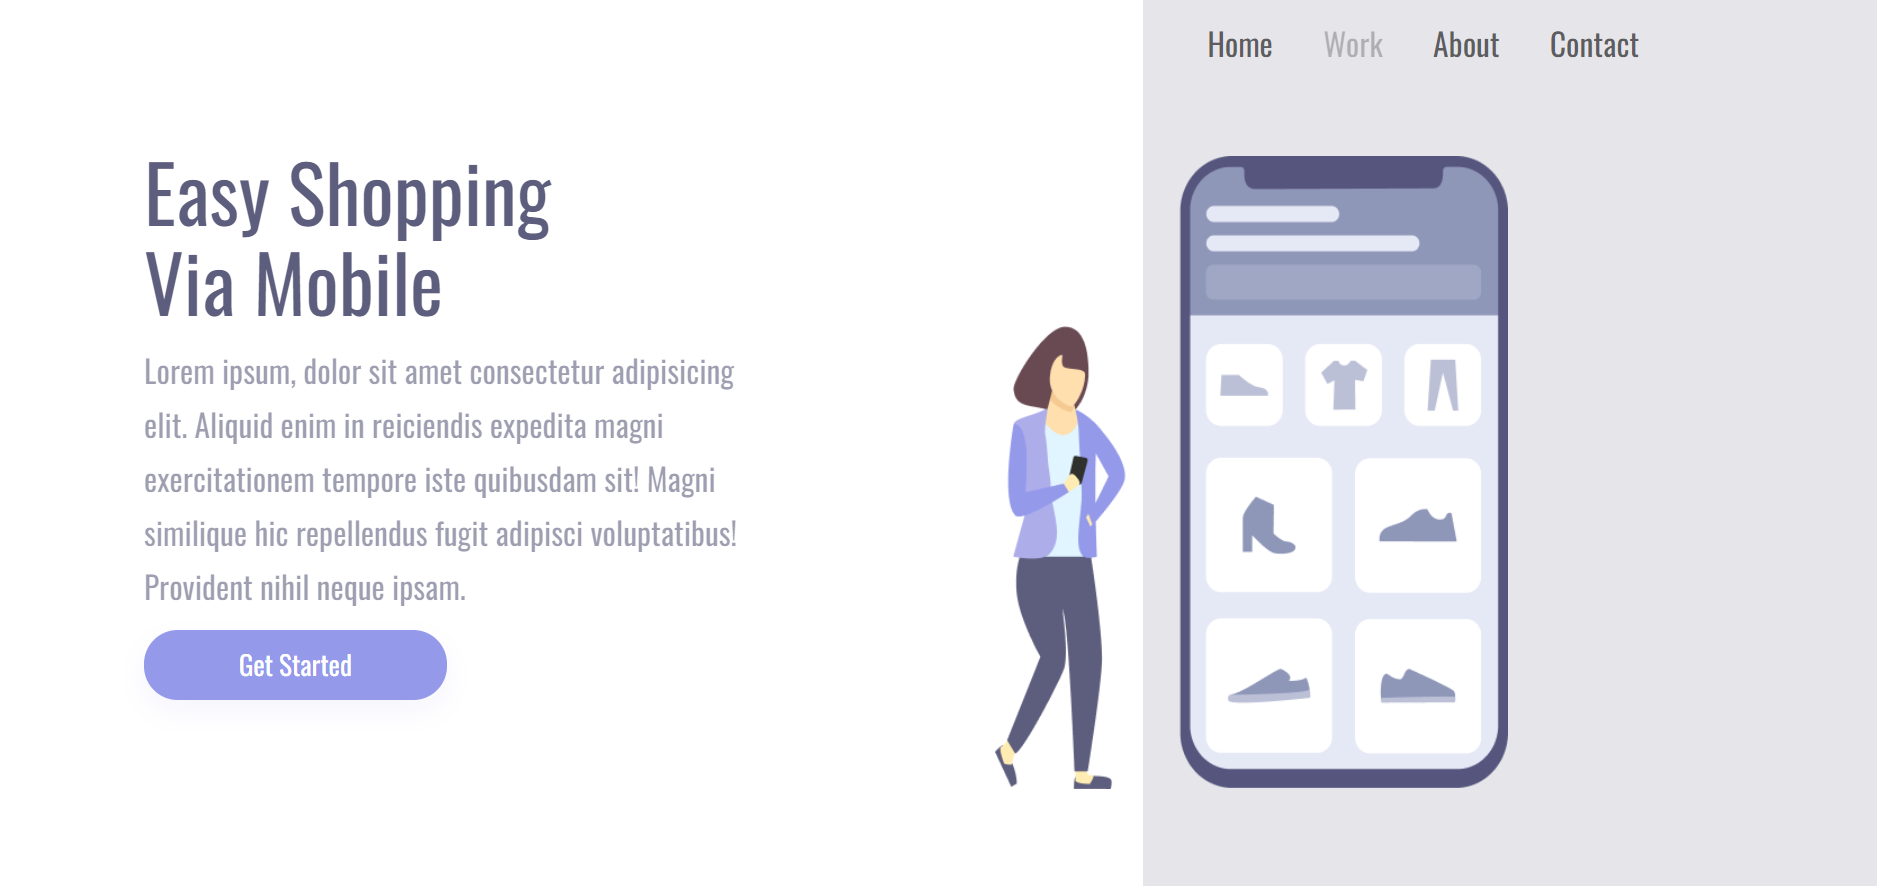 Home Work About Contact
Easy Shopping
Via Mobile
Lorem ipsum, dolor sit amet consectetur adipisicing
elit. Aliquid enim in reiciendis expedita magni
exercitationem tempore iste quibusdam sit! Magni
similique hic repellendus fugit adipisci voluptatibus!
Provident nihil neque ipsam.
Get Started